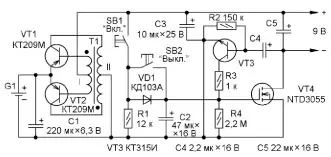 SB1
"Вкл."
C3
10 мк×25 В
R2 150 к
C4
C5
+
9 В
–
VT1
КТ209М
T1
I
II
SB2
"Выкл."
VT3
G1
VD1
КД103А
R3
1 к
VT4
NTD3055
VT2
КТ209М
C1
220 мк×6,3 В
R1
12 к
C2
47 мк
×16 В
R4
2,2 М
VT3 КТ315И
C4 2,2 мк×16 В
C5 22 мк×16 В